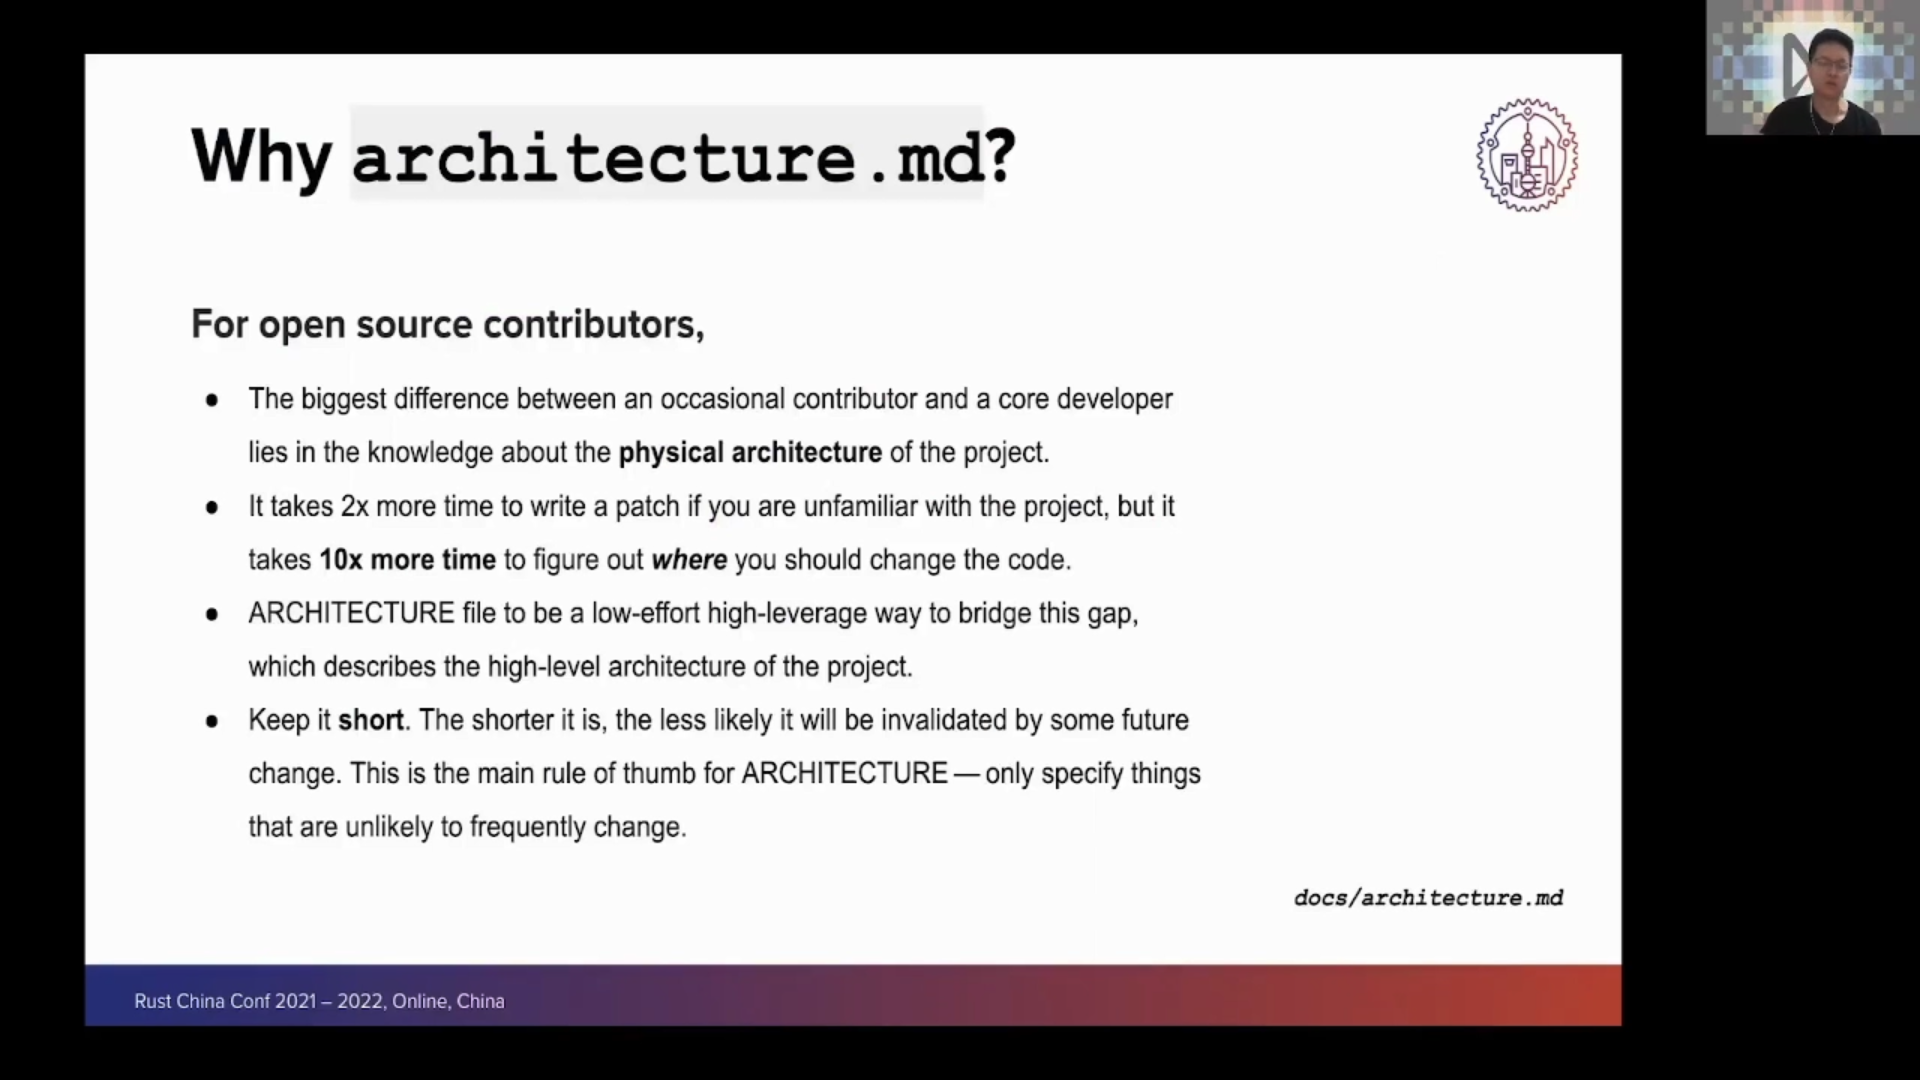 Why architecture.md?
For open source contributors,
● The biggest difference between an occasional contributor and a core developer
lies in the knowledge about the physical architecture of the project.
● It takes 2x more time to write a patch if you are unfamiliar with the project, but it
takes 10x more time to figure out where you should change the code.
● ARCHITECTURE file to be a low-effort high-leverage way to bridge this gap,
which describes the high-level architecture of the project.
● Keep it short. The shorter it is, the less likely it will be invalidated by some future
change. This is the main rule of thumb for ARCHITECTURE — only specify things
that are unlikely to frequently change.
docs/architecture.md
Rust China Conf 2021 – 2022, Online, China